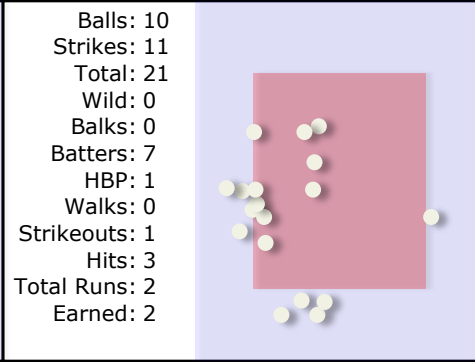 Balls: 10
Strikes: 11
Total: 21
Wild: 0
Balks: 0
Batters: 7
HBP: 1
Walks: 0
Strikeouts: 1
Hits: 3
Total Runs: 2
Earned: 2